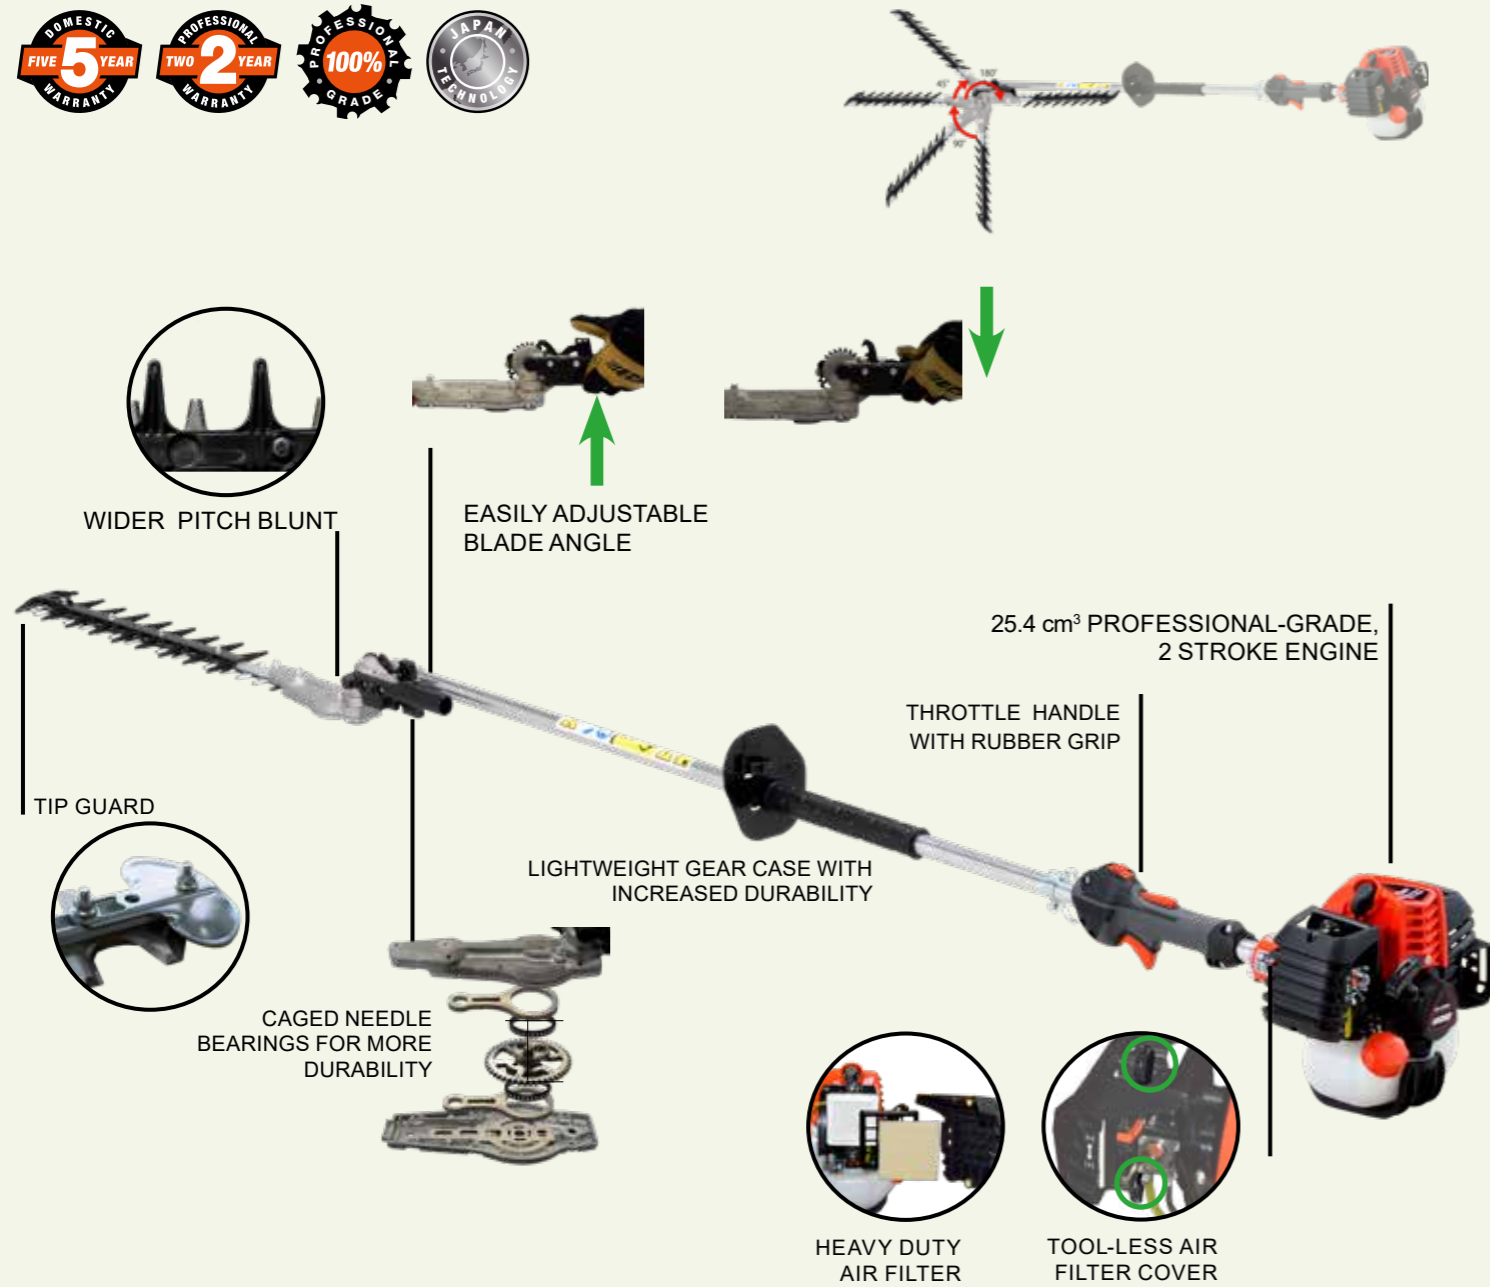 DOMESTIC
FIVE 5 YEAR
WARRANTY
PROFESSIONAL
TWO 2 YEAR
WARRANTY
PROFESSIONAL
100%
GRADE
JAPAN
TECHNOLOGY
45°
180°
90°
WIDER PITCH BLUNT
EASILY ADJUSTABLE
BLADE ANGLE
25.4 cm³ PROFESSIONAL-GRADE,
2 STROKE ENGINE
THROTTLE HANDLE
WITH RUBBER GRIP
TIP GUARD
LIGHTWEIGHT GEAR CASE WITH
INCREASED DURABILITY
CAGED NEEDLE
BEARINGS FOR MORE
DURABILITY
HEAVY DUTY
AIR FILTER
TOOL-LESS AIR
FILTER COVER